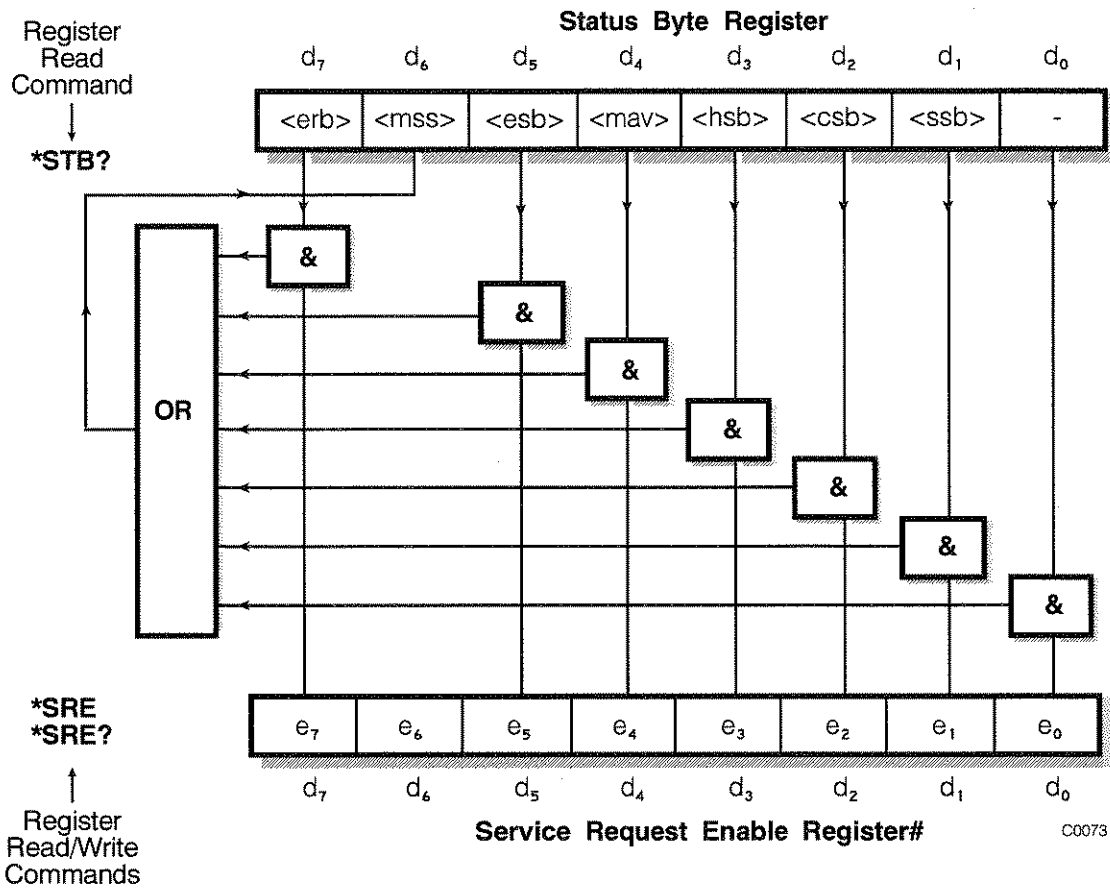 Status Byte Register
Register
Read
Command
d₇ d₆ d₅ d₄ d₃ d₂ d₁ d₀
<erb> <mss> <esb> <mav> <hsb> <csb> <ssb> -
*STB?
&
&
&
OR
&
&
&
&
*SRE
*SRE?
e₇ e₆ e₅ e₄ e₃ e₂ e₁ e₀
d₇ d₆ d₅ d₄ d₃ d₂ d₁ d₀
Register
Read/Write
Commands
Service Request Enable Register#
C0073